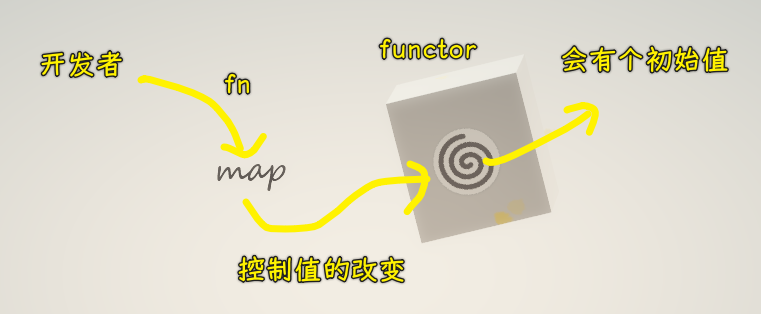 开发者
fn
map
functor
会有个初始值
控制值的改变